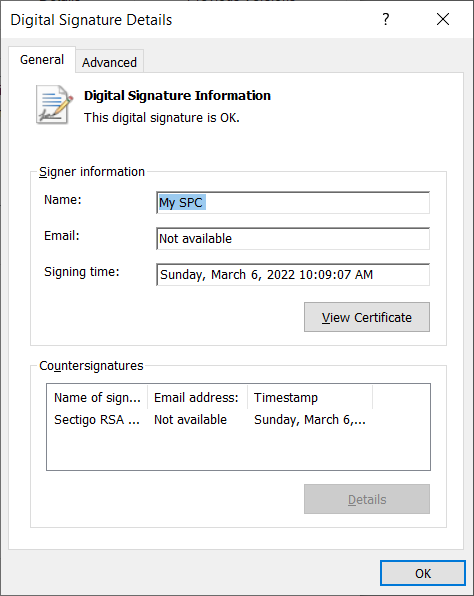 Digital Signature Details
General
Advanced
Digital Signature Information
This digital signature is OK.
Signer information
Name:
My SPC
Email:
Not available
Signing time:
Sunday, March 6, 2022 10:09:07 AM
View Certificate
Countersignatures
Name of sign... Email address: Timestamp
Sectigo RSA ... Not available Sunday, March 6,...
Details
OK